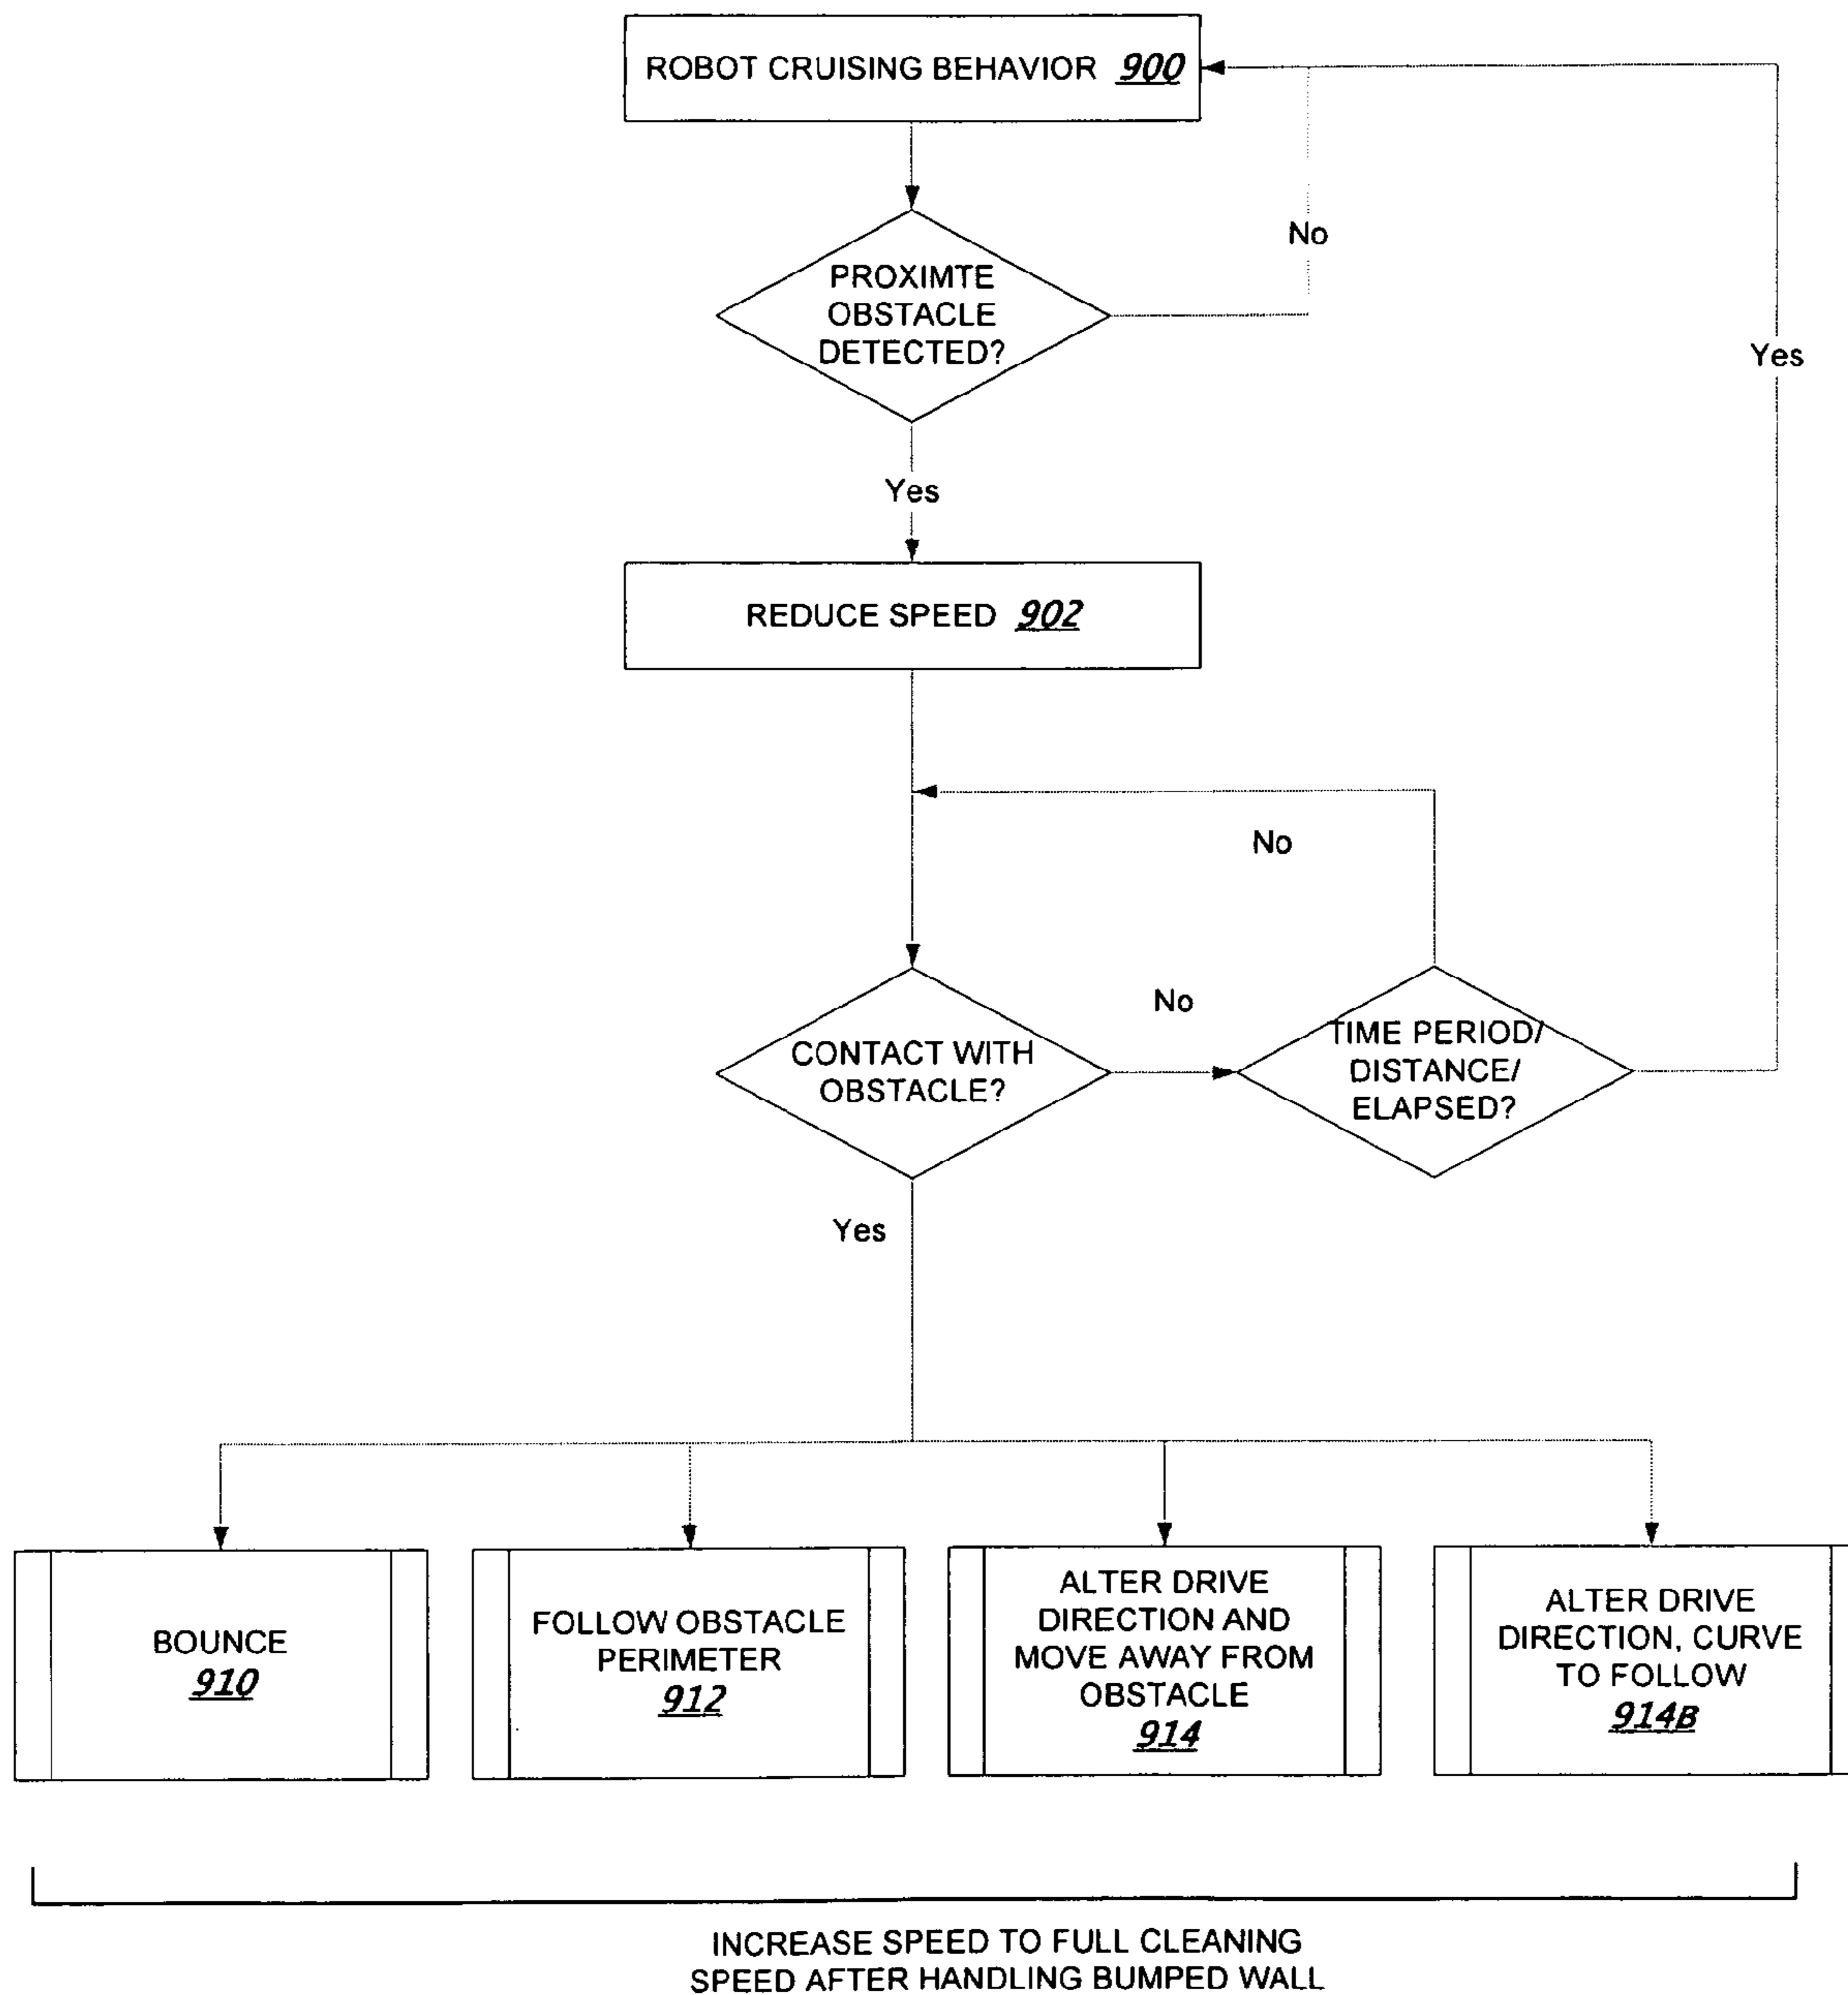 ROBOT CRUISING BEHAVIOR 900
No
PROXIMTE
OBSTACLE
DETECTED?
Yes
Yes
REDUCE SPEED 902
No
No
CONTACT WITH
OBSTACLE?
TIME PERIOD/
DISTANCE/
ELAPSED?
Yes
BOUNCE
910
FOLLOW OBSTACLE
PERIMETER
912
ALTER DRIVE
DIRECTION AND
MOVE AWAY FROM
OBSTACLE
914
ALTER DRIVE
DIRECTION, CURVE
TO FOLLOW
914B
INCREASE SPEED TO FULL CLEANING
SPEED AFTER HANDLING BUMPED WALL